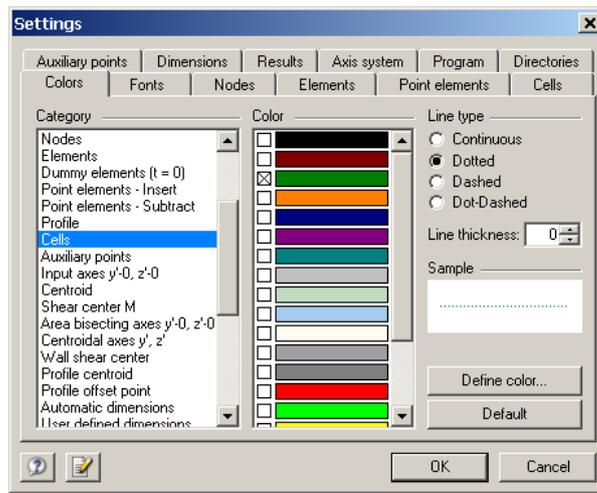 Settings
Auxiliary points Dimensions Results Axis system Program Directories
Colors Fonts Nodes Elements Point elements Cells
Category
Nodes
Elements
Dummy elements (t = 0)
Point elements - Insert
Point elements - Subtract
Profile
Cells
Auxiliary points
Input axes y'-0, z'-0
Centroid
Shear center M
Area bisecting axes y'-0, z'-0
Centroidal axes y', z'
Wall shear center
Profile centroid
Profile offset point
Automatic dimensions
User defined dimensions
Color
Line type
Continuous
Dotted
Dashed
Dot-Dashed
Line thickness: 0
Sample
Define color...
Default
OK Cancel